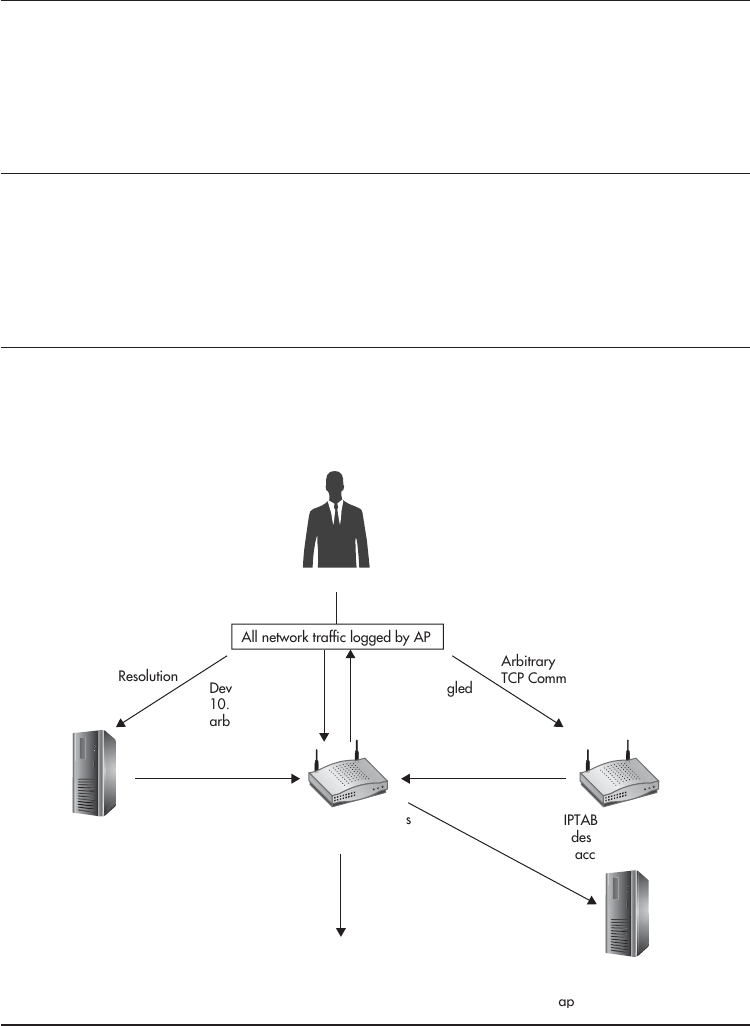 All network traffic logged by AP
Resolution
Dev
10.
arb
gled
Arbitrary
TCP Comm
s
IPTAB
des
acc
ap